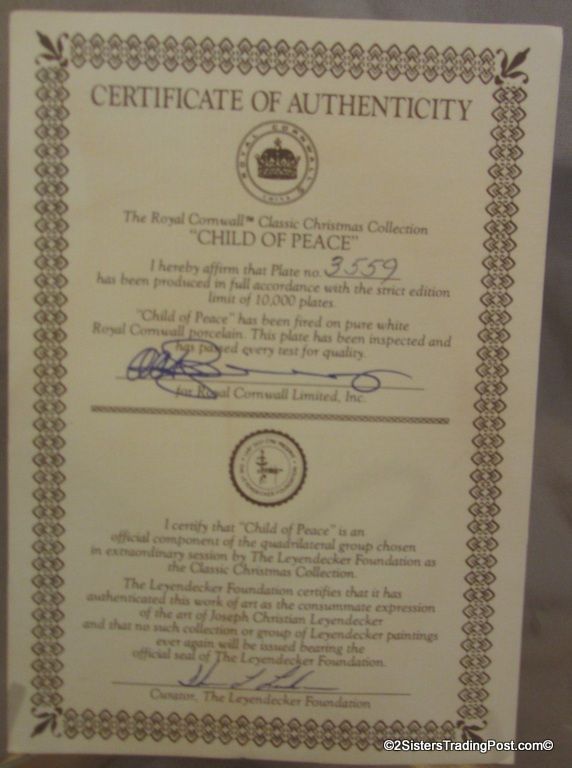 CERTIFICATE OF AUTHENTICITY
ROYAL CORNWALL
CHINA
The Royal Cornwall™ Classic Christmas Collection
"CHILD OF PEACE"
I hereby affirm that Plate no. 3559
has been produced in full accordance with the strict edition
limit of 10,000 plates.
"Child of Peace" has been fired on pure white
Royal Cornwall porcelain. This plate has been inspected and
has passed every test for quality.
for Royal Cornwall Limited, Inc.
I certify that "Child of Peace" is an
official component of the quadrilateral group chosen
in extraordinary session by The Leyendecker Foundation as
the Classic Christmas Collection.
The Leyendecker Foundation certifies that it has
authenticated this work of art as the consummate expression
of the art of Joseph Christian Leyendecker
and that no such collection or group of Leyendecker paintings
ever again will be issued bearing the
official seal of The Leyendecker Foundation.
Curator, The Leyendecker Foundation
©2SistersTradingPost.com©